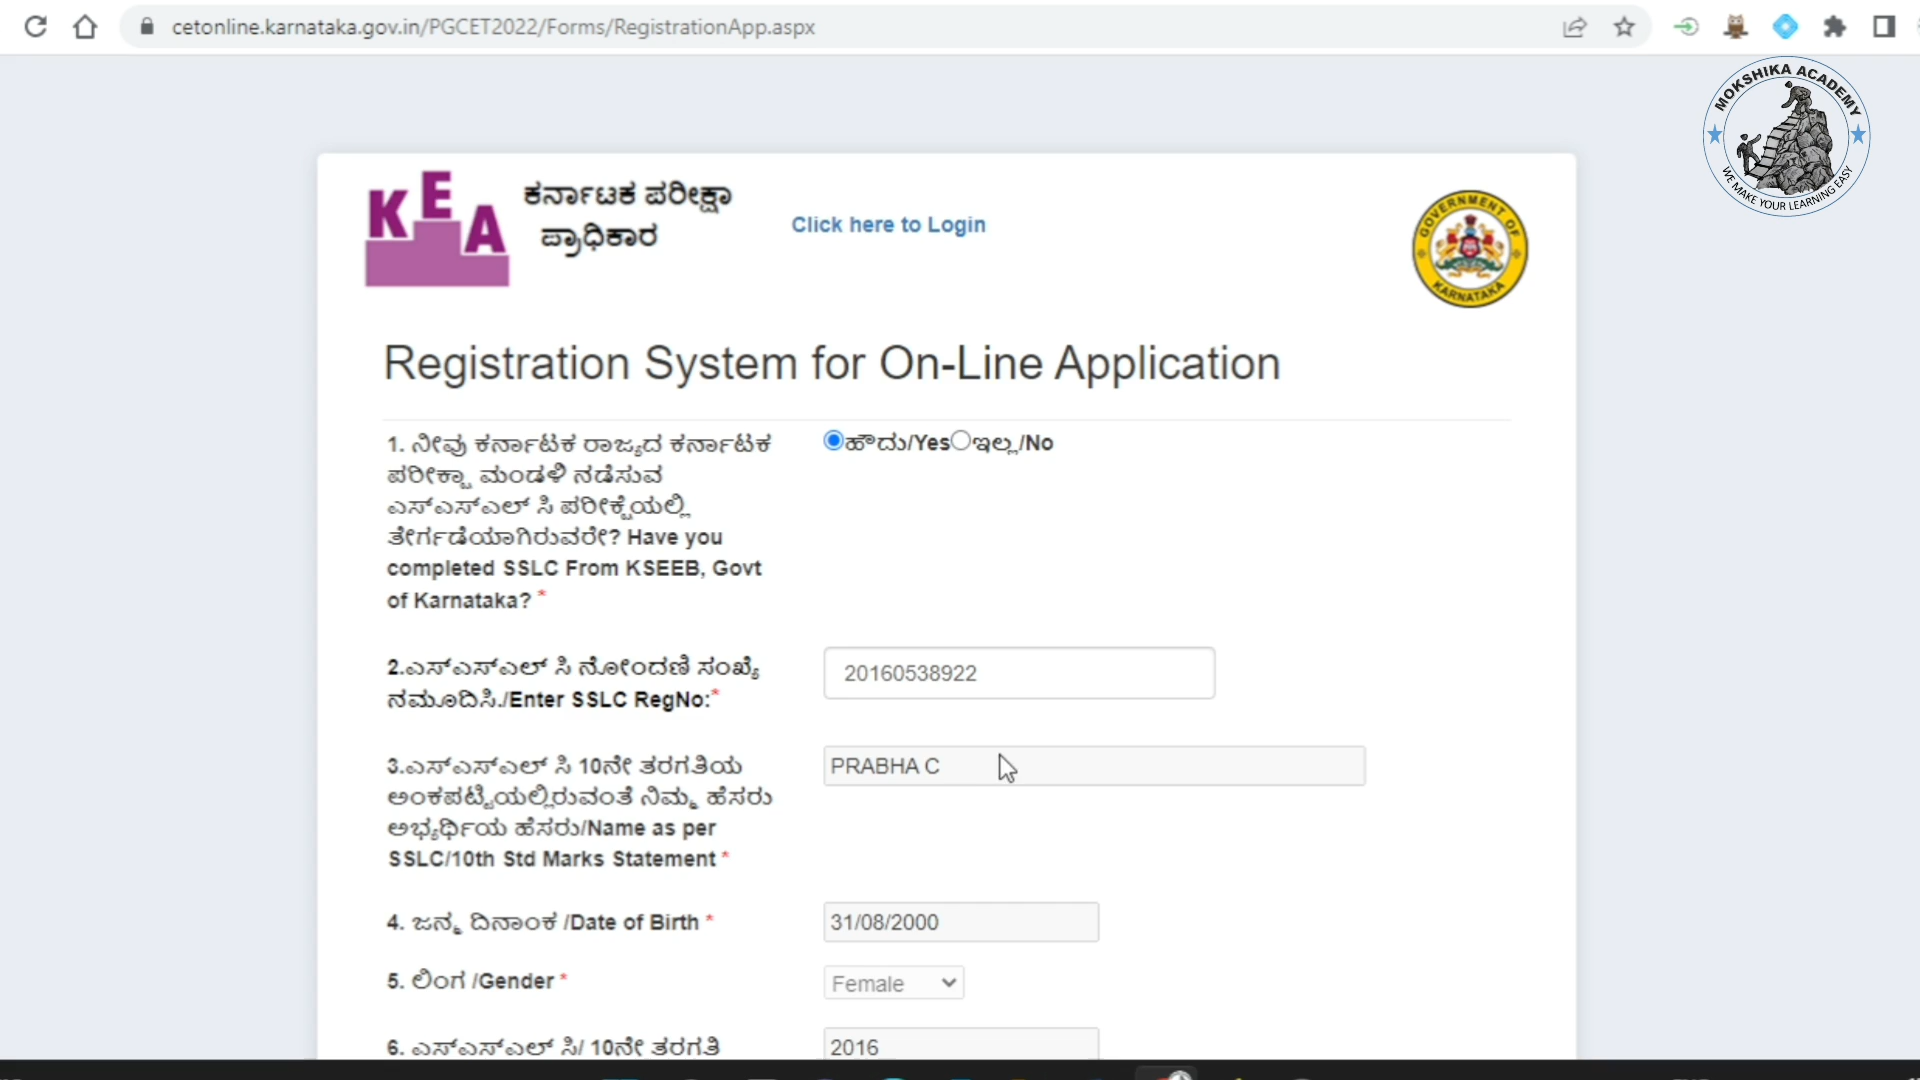 cetonline.karnataka.gov.in/PGCET2022/Forms/RegistrationApp.aspx
MOKSHIKA ACADEMY
WE MAKE YOUR LEARNING EASY
KEA
ಕರ್ನಾಟಕ ಪರೀಕ್ಷಾ
ಪ್ರಾಧಿಕಾರ
Click here to Login
GOVERNMENT OF
KARNATAKA
Registration System for On-Line Application
1. ನೀವು ಕರ್ನಾಟಕ ರಾಜ್ಯದ ಕರ್ನಾಟಕ
ಪರೀಕ್ಷಾ ಮಂಡಳಿ ನಡೆಸುವ
ಎಸ್ಎಸ್ಎಲ್ ಸಿ ಪರೀಕ್ಷೆಯಲ್ಲಿ
ತೇರ್ಗಡೆಯಾಗಿರುವರೇ? Have you
completed SSLC From KSEEB, Govt
of Karnataka? *
ಹೌದು/Yes ಇಲ್ಲ/No
2.ಎಸ್ಎಸ್ಎಲ್ ಸಿ ನೋಂದಣಿ ಸಂಖ್ಯೆ
ನಮೂದಿಸಿ./Enter SSLC RegNo:*
20160538922
3.ಎಸ್ಎಸ್ಎಲ್ ಸಿ 10ನೇ ತರಗತಿಯ
ಅಂಕಪಟ್ಟಿಯಲ್ಲಿರುವಂತೆ ನಿಮ್ಮ ಹೆಸರು
ಅಭ್ಯರ್ಥಿಯ ಹೆಸರು/Name as per
SSLC/10th Std Marks Statement *
PRABHA C
4. ಜನ್ಮ ದಿನಾಂಕ /Date of Birth *
31/08/2000
5. ಲಿಂಗ /Gender *
Female
6. ಎಸ್ಎಸ್ಎಲ್ ಸಿ/ 10ನೇ ತರಗತಿ
2016